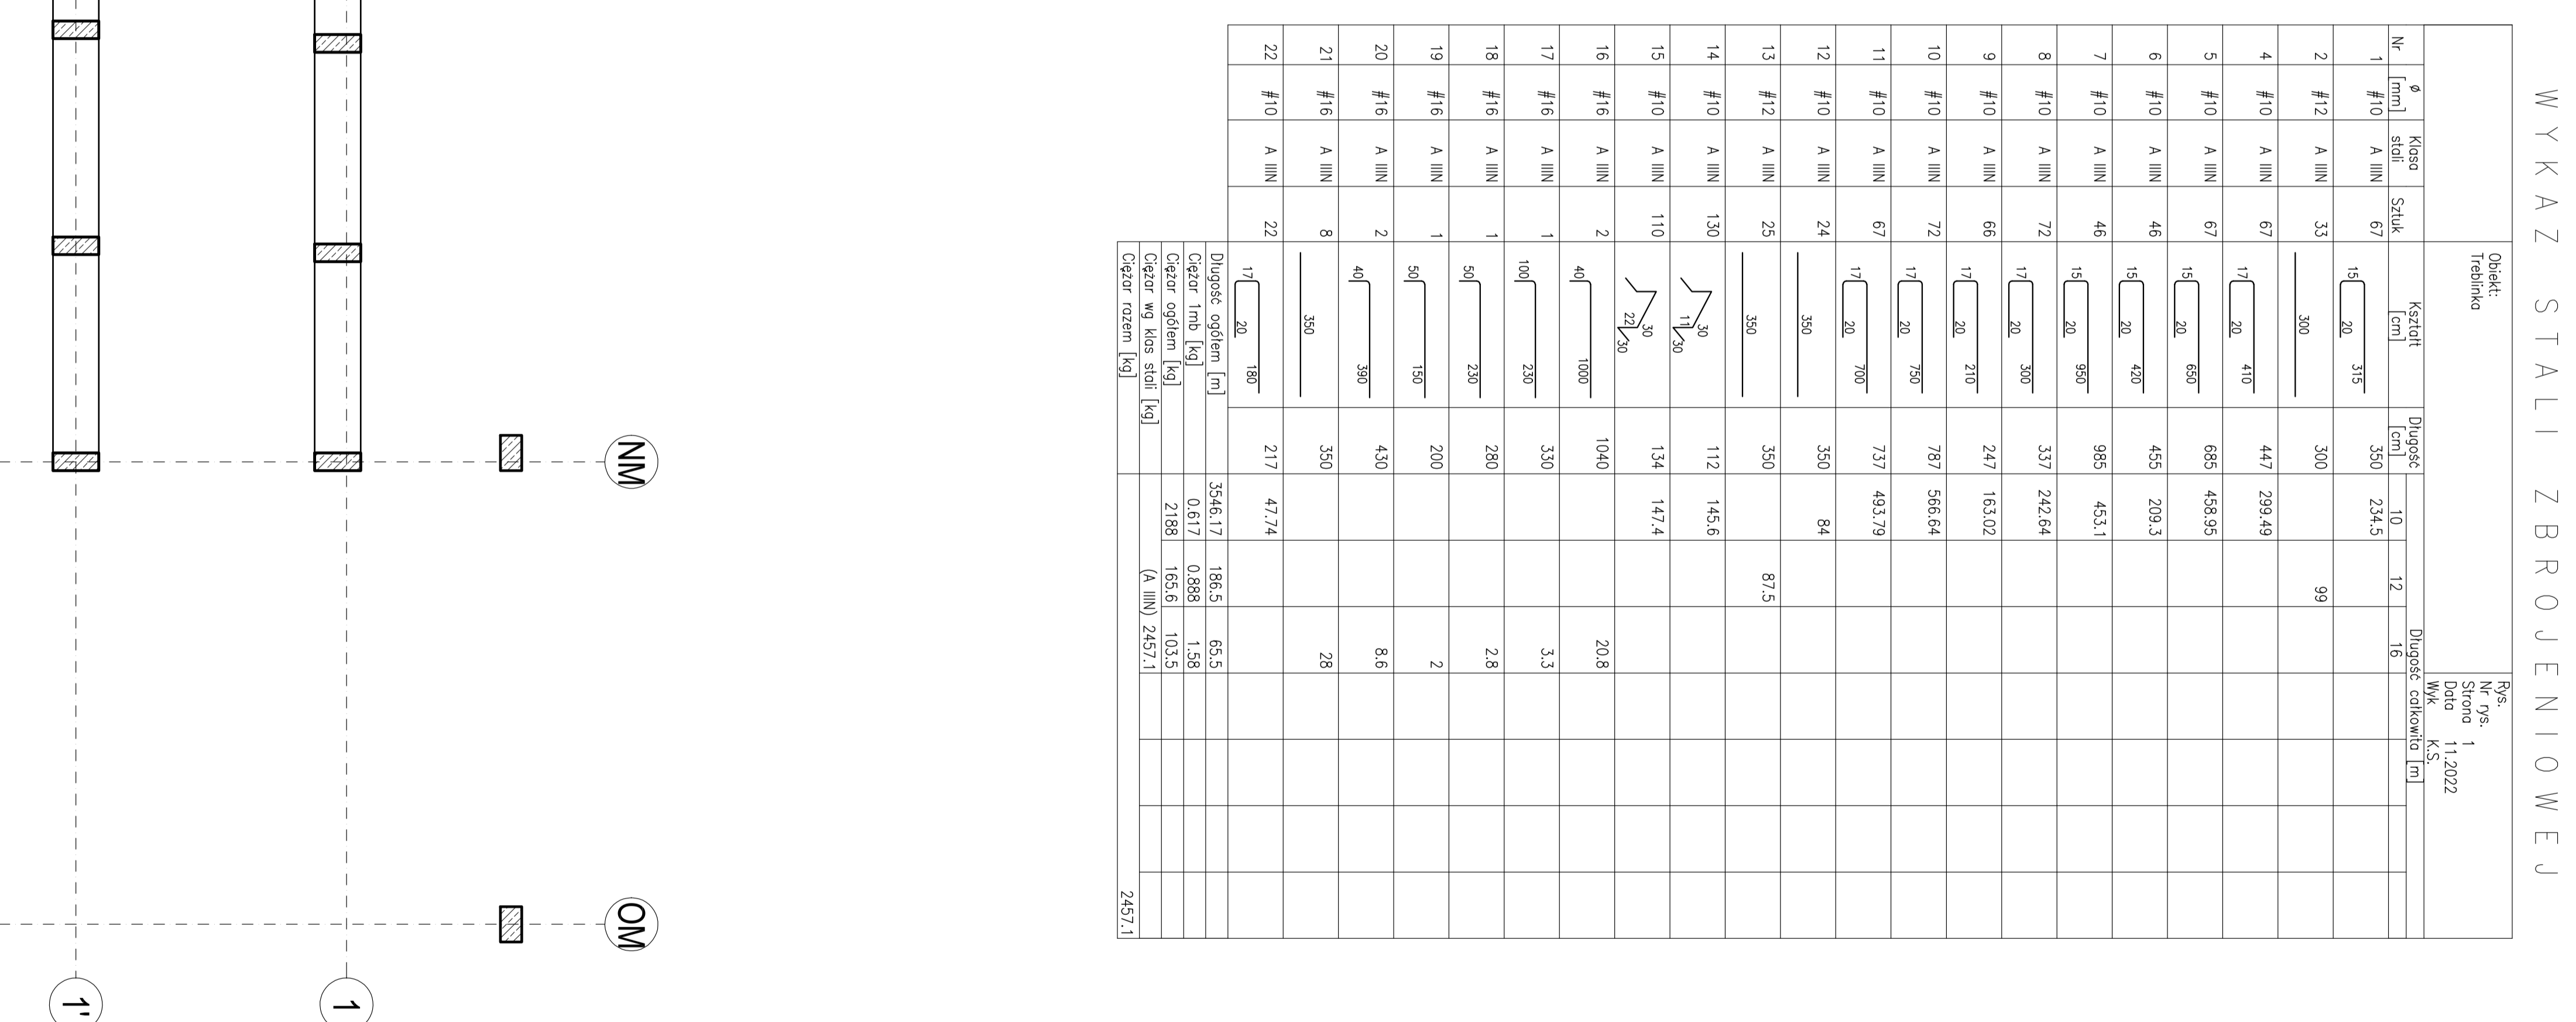 WYKAZ STALI ZBROJENIOWEJ
Obiekt:
Treblinka
Rys.
Nr rys.
Strona 1
Data 11.2022
Wyk K.S.
Nr ø [mm] Klasa stali Sztuk Kształt [cm] Długość [cm] Długość całkowita [m]
10 12 16
1 #10 A IIIN 67 15 20 315 350 234.5
2 #12 A IIIN 33 300 300 99
4 #10 A IIIN 67 17 20 410 447 299.49
5 #10 A IIIN 67 15 20 650 685 458.95
6 #10 A IIIN 46 15 20 420 455 209.3
7 #10 A IIIN 46 15 20 950 985 453.1
8 #10 A IIIN 72 17 20 300 337 242.64
9 #10 A IIIN 66 17 20 210 247 163.02
10 #10 A IIIN 72 17 20 750 787 566.64
11 #10 A IIIN 67 17 20 700 737 493.79
12 #10 A IIIN 24 350 350 84
13 #12 A IIIN 25 350 350 87.5
14 #10 A IIIN 130 11 30 30 112 145.6
15 #10 A IIIN 110 22 30 30 134 147.4
16 #16 A IIIN 2 40 1000 1040 20.8
17 #16 A IIIN 1 100 230 330 3.3
18 #16 A IIIN 1 50 230 280 2.8
19 #16 A IIIN 1 50 150 200 2
20 #16 A IIIN 2 40 390 430 8.6
21 #16 A IIIN 8 350 350 28
22 #10 A IIIN 22 17 20 180 217 47.74
Długość ogółem [m] 3546.17 186.5 65.5
Ciężar 1mb [kg] 0.617 0.888 1.58
Ciężar ogółem [kg] 2188 165.6 103.5
Ciężar wg klas stali [kg] (A IIIN) 2457.1
Ciężar razem [kg] 2457.1
NM
OM
1
1'